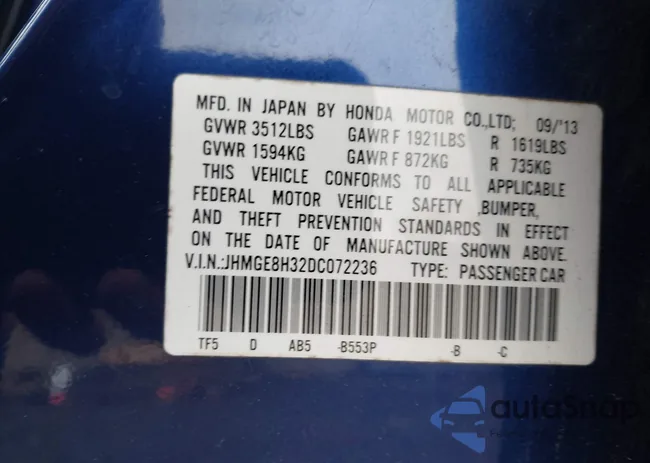 MFD. IN JAPAN BY HONDA MOTOR CO.,LTD; 09/'13
GVWR 3512LBS GAWR F 1921LBS R 1619LBS
GVWR 1594KG GAWR F 872KG R 735KG
THIS VEHICLE CONFORMS TO ALL APPLICABLE
FEDERAL MOTOR VEHICLE SAFETY ,BUMPER,
AND THEFT PREVENTION STANDARDS IN EFFECT
ON THE DATE OF MANUFACTURE SHOWN ABOVE.
V.I.N.:JHMGE8H32DC072236 TYPE: PASSENGER CAR
TF5 D AB5 -B553P -B -C
autoSnap